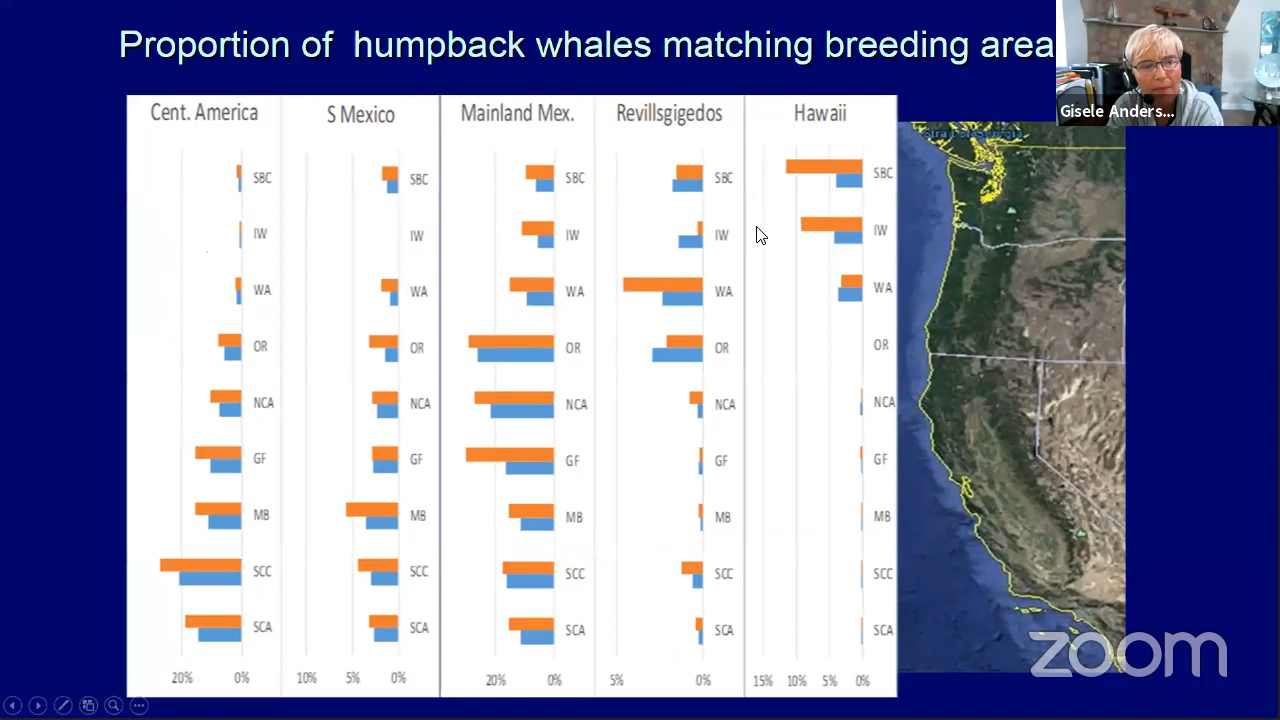 Proportion of humpback whales matching breeding area
Gisele Anders...
Cent. America
SBC
IW
WA
OR
NCA
GF
MB
SCC
SCA
20% 0%
S Mexico
SBC
IW
WA
OR
NCA
GF
MB
SCC
SCA
10% 5% 0%
Mainland Mex.
SBC
IW
WA
OR
NCA
GF
MB
SCC
SCA
20% 0%
Revillsgigedos
SBC
IW
WA
OR
NCA
GF
MB
SCC
SCA
5% 0%
Hawaii
SBC
IW
WA
OR
NCA
GF
MB
SCC
SCA
15% 10% 5% 0%
Strait of Georgia
zoom